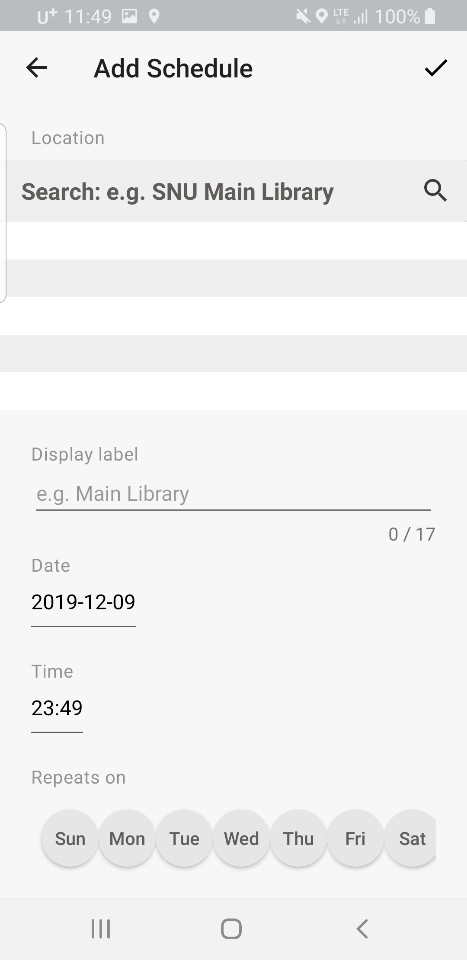 U+ 11:49 LTE 100%
Add Schedule
Location
Search: e.g. SNU Main Library
Display label
e.g. Main Library
0 / 17
Date
2019-12-09
Time
23:49
Repeats on
Sun Mon Tue Wed Thu Fri Sat